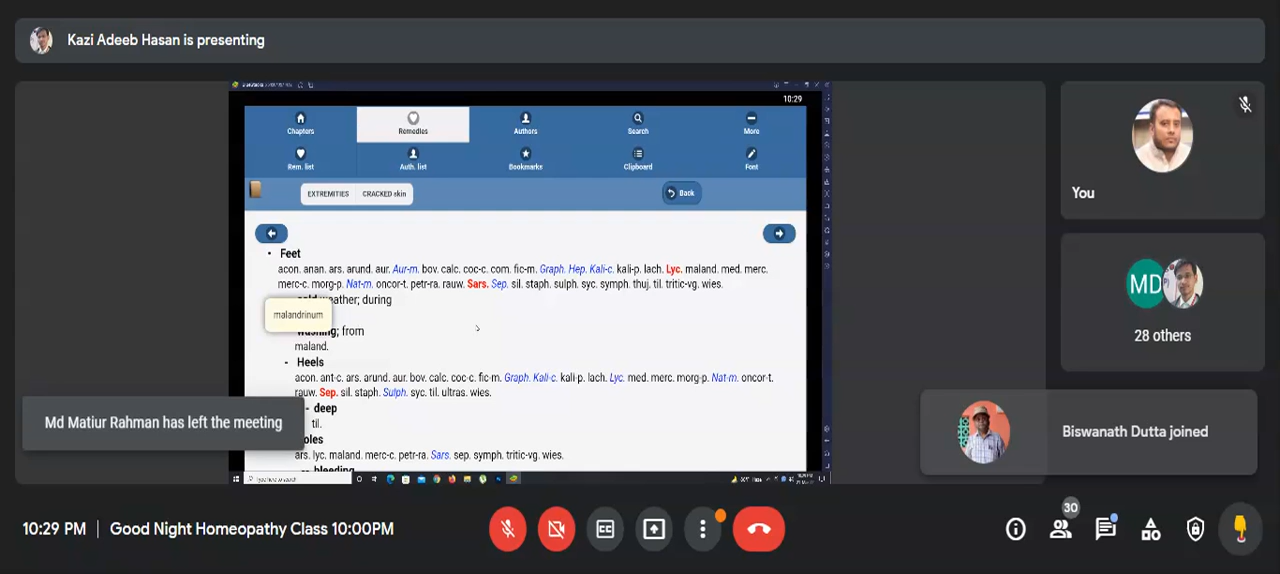 Kazi Adeeb Hasan is presenting
10:29
Chapters
Remedies
Authors
Search
More
Rem. list
Auth. list
Bookmarks
Clipboard
Font
EXTREMITIES
CRACKED skin
Back
Feet
acon. anan. ars. arund. aur. Aur-m. bov. calc. coc-c. com. fic-m. Graph. Hep. Kali-c. kali-p. lach. Lyc. maland. med. merc.
merc-c. morg-p. Nat-m. oncor-t. petr-ra. rauw. Sars. Sep. sil. staph. sulph. syc. symph. thuj. til. tritic-vg. wies.
cold weather; during
malandrinum
washing; from
maland.
- Heels
acon. ant-c. ars. arund. aur. bov. calc. coc-c. fic-m. Graph. Kali-c. kali-p. lach. Lyc. med. merc. morg-p. Nat-m. oncor-t.
rauw. Sep. sil. staph. Sulph. syc. til. ultras. wies.
- deep
til.
oles
ars. lyc. maland. merc-c. petr-ra. Sars. sep. symph. tritic-vg. wies.
-- bleeding
Type here to search
You
MD
28 others
Md Matiur Rahman has left the meeting
Biswanath Dutta joined
10:29 PM
Good Night Homeopathy Class 10:00PM
30